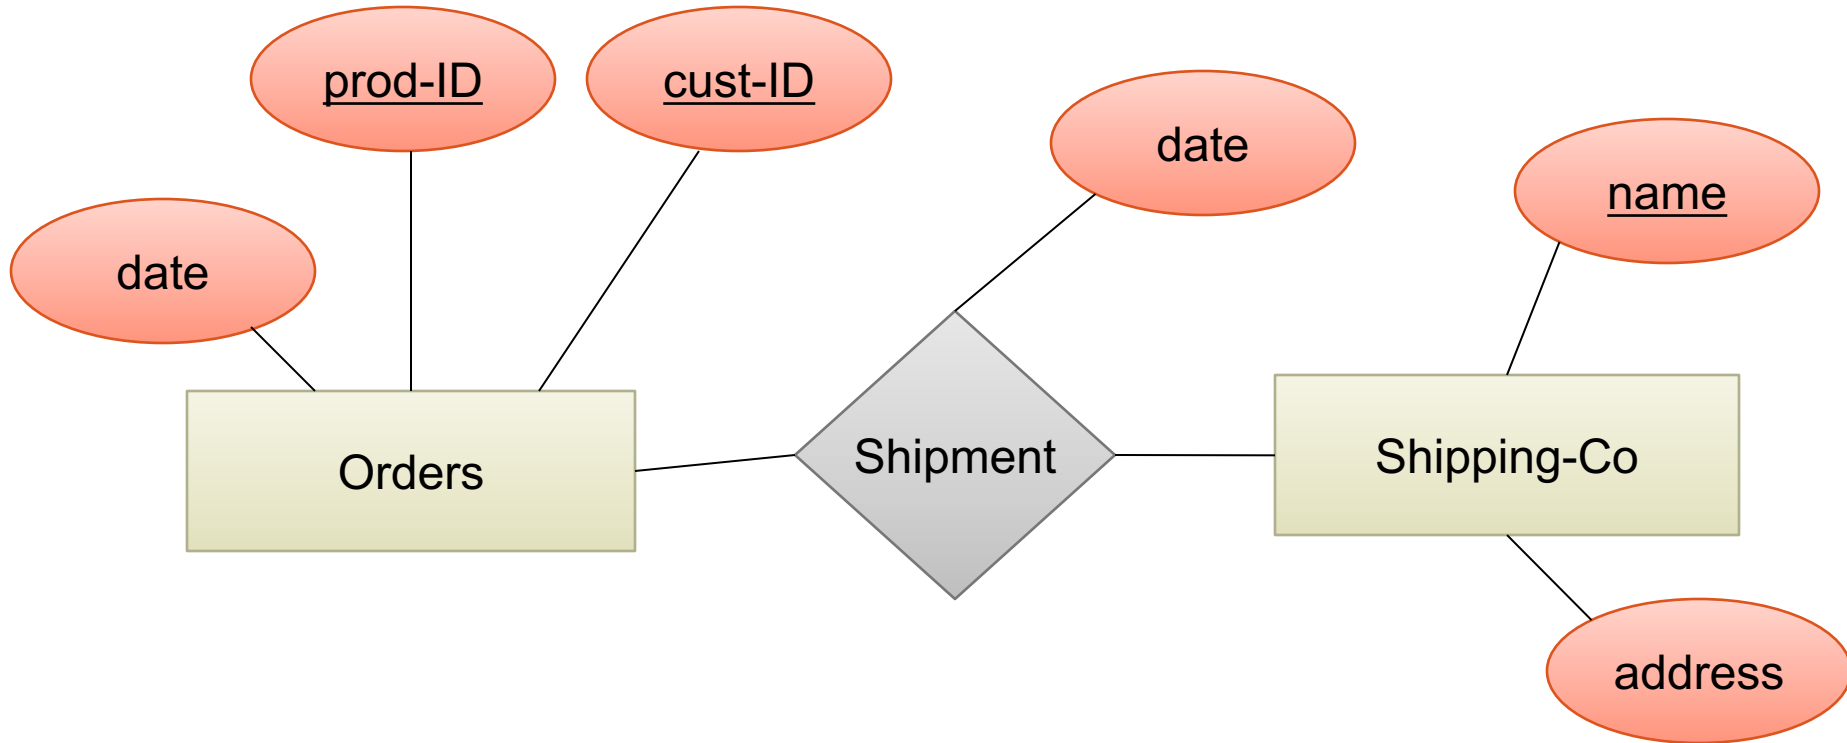 prod-ID
cust-ID
date
name
date
Shipment
Shipping-Co
Orders
address